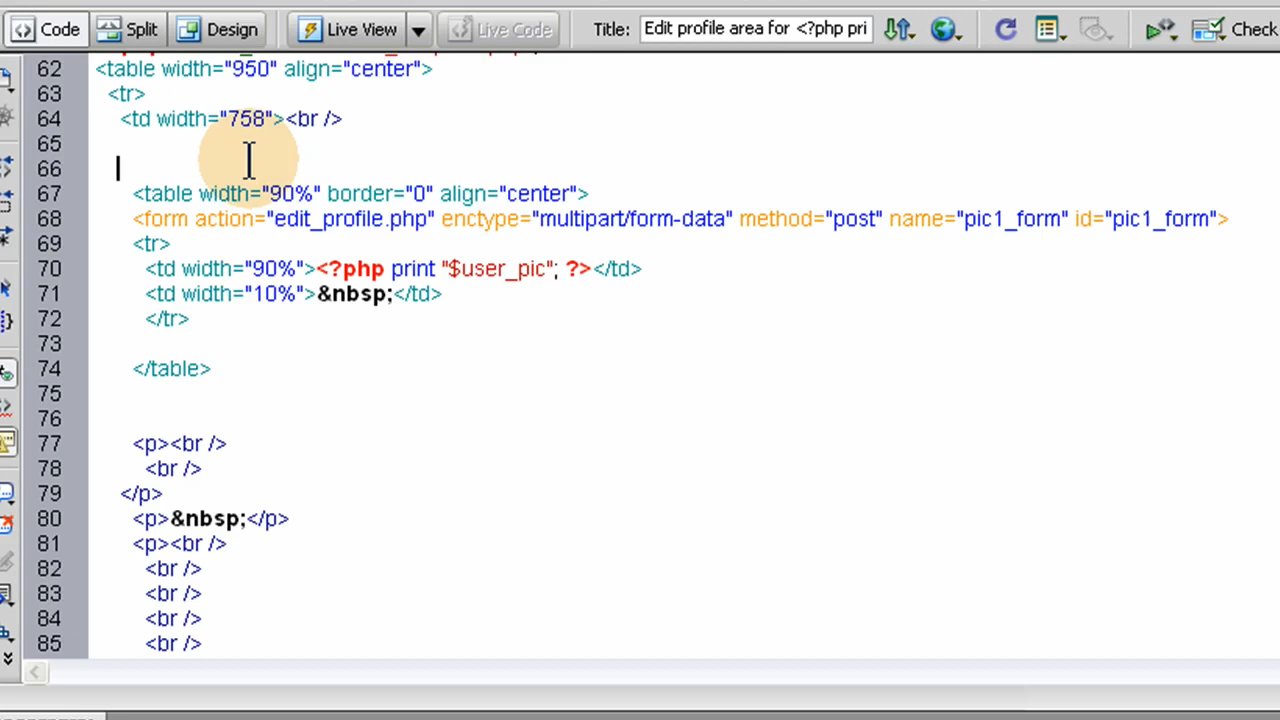 Code Split Design Live View Live Code Title: Edit profile area for <?php pri Check
62 <table width="950" align="center">
63 <tr>
64 <td width="758"><br />
65
66
67 <table width="90%" border="0" align="center">
68 <form action="edit_profile.php" enctype="multipart/form-data" method="post" name="pic1_form" id="pic1_form">
69 <tr>
70 <td width="90%"><?php print "$user_pic"; ?></td>
71 <td width="10%">&nbsp;</td>
72 </tr>
73
74 </table>
75
76
77 <p><br />
78 <br />
79 </p>
80 <p>&nbsp;</p>
81 <p><br />
82 <br />
83 <br />
84 <br />
85 <br />